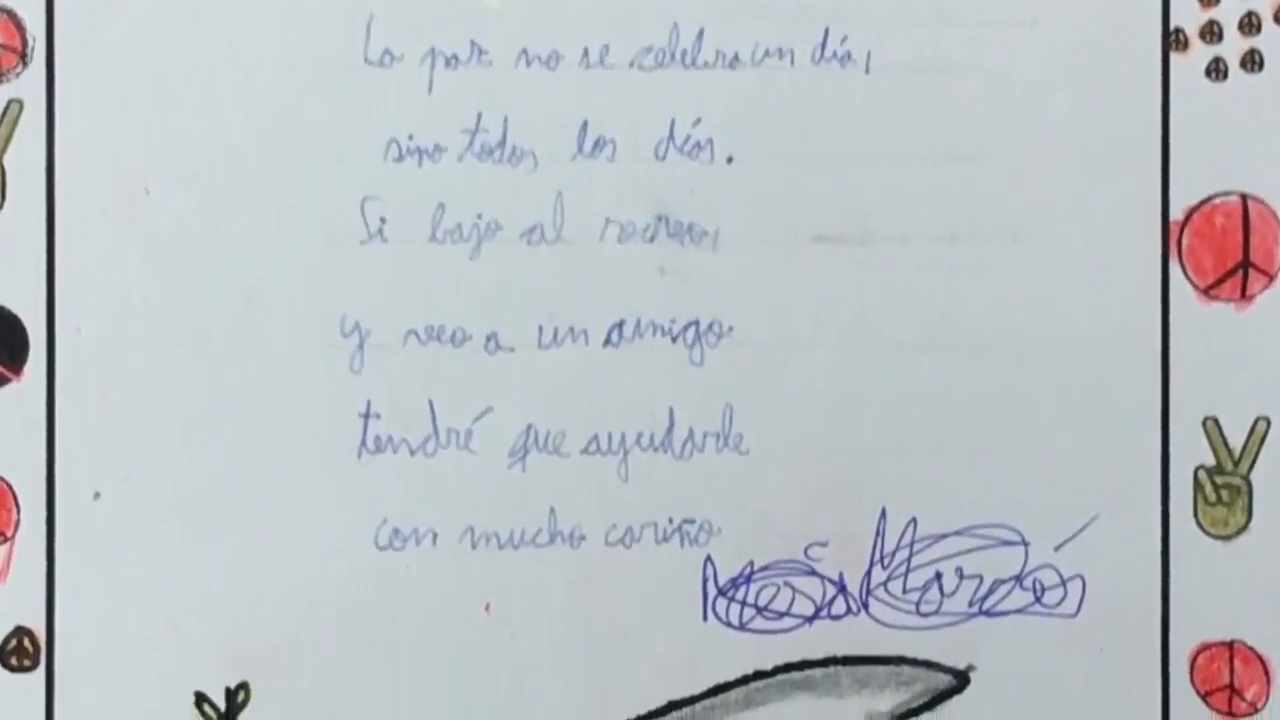 La paz no se celebra un día,
sino todos los días.
Si bajo al recreo,
y veo a un amigo
tendré que ayudarle
con mucho cariño